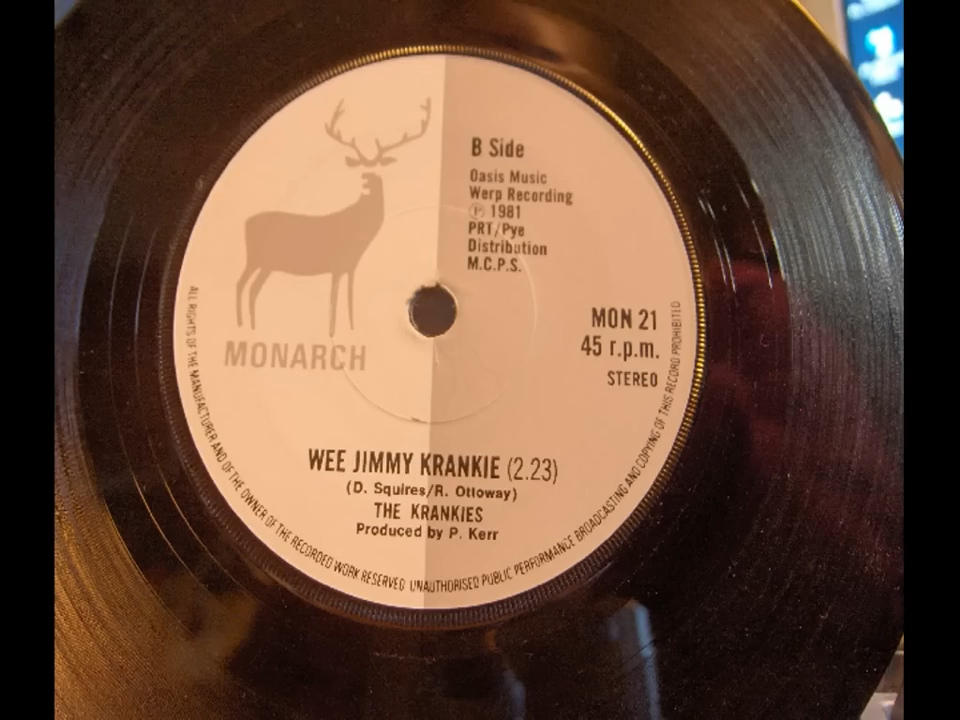 B Side
Oasis Music
Werp Recording
Ⓟ 1981
PRT/Pye
Distribution
M.C.P.S.
MON 21
45 r.p.m.
STEREO
MONARCH
WEE JIMMY KRANKIE (2.23)
(D. Squires/R. Ottoway)
THE KRANKIES
Produced by P. Kerr
ALL RIGHTS OF THE MANUFACTURER AND OF THE OWNER OF THE RECORDED WORK RESERVED UNAUTHORISED PUBLIC PERFORMANCE BROADCASTING AND COPYING OF THIS RECORD PROHIBITED